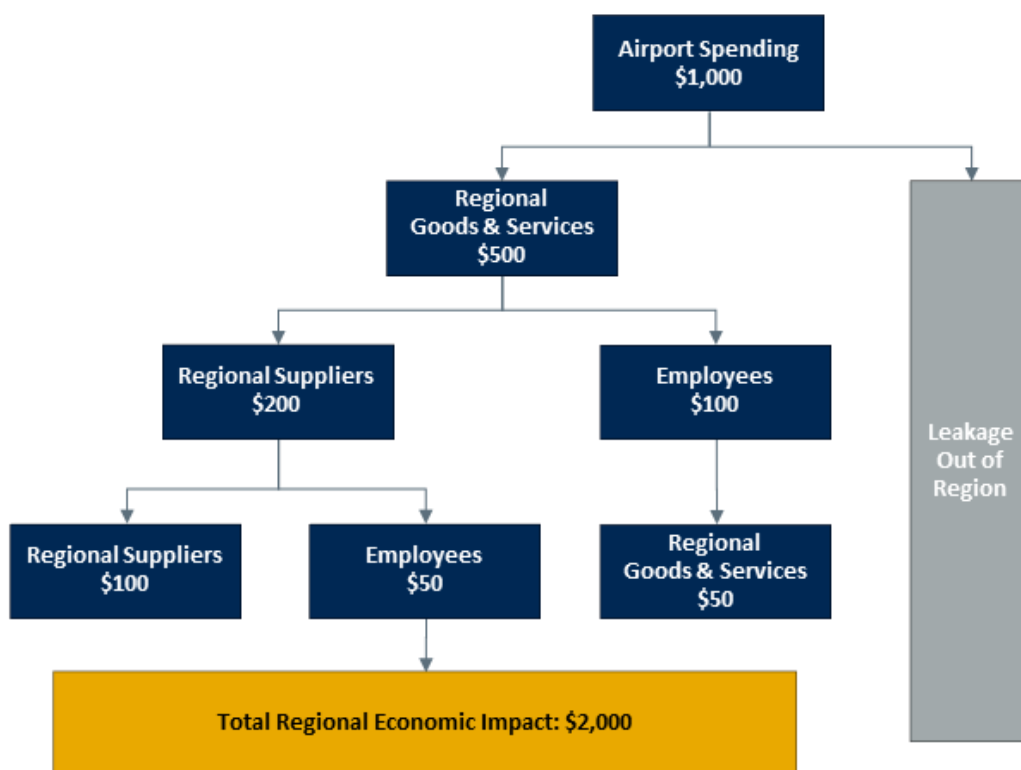 Airport Spending
$1,000
Regional
Goods & Services
$500
Regional Suppliers
$200
Employees
$100
Leakage
Out of
Region
Regional Suppliers
$100
Employees
$50
Regional
Goods & Services
$50
Total Regional Economic Impact: $2,000